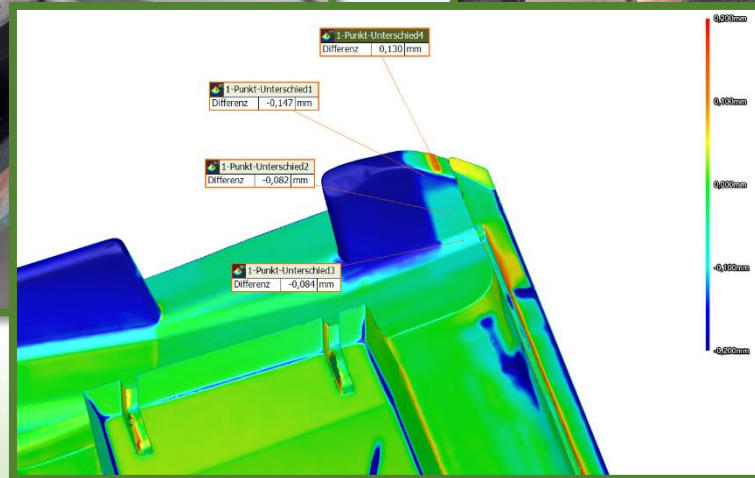 1-Punkt-Unterschied4
Differenz 0,130 mm
1-Punkt-Unterschied1
Differenz -0,147 mm
1-Punkt-Unterschied2
Differenz -0,082 mm
1-Punkt-Unterschied3
Differenz -0,084 mm
0,200mm
0,100mm
0,000mm
-0,100mm
-0,200mm